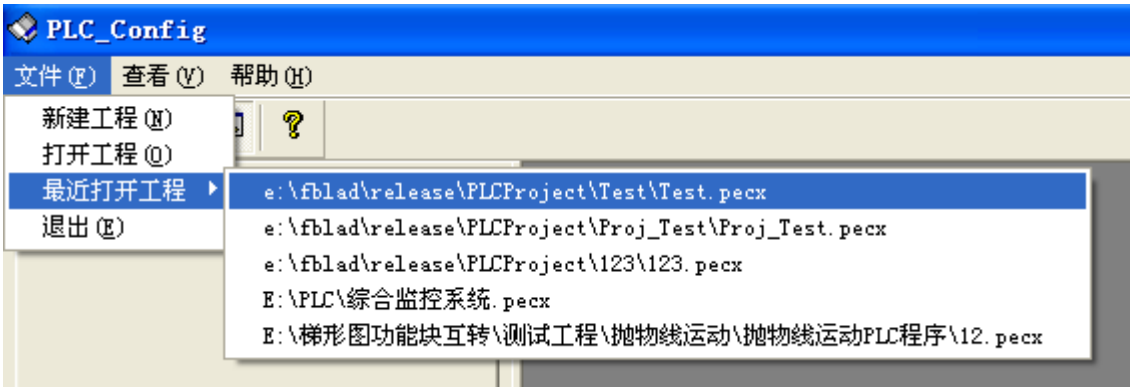 PLC_Config
文件(F) 查看(V) 帮助(H)
新建工程(N)
打开工程(O)
最近打开工程
退出(E)
e:\fblad\release\PLCProject\Test\Test.pecx
e:\fblad\release\PLCProject\Proj_Test\Proj_Test.pecx
e:\fblad\release\PLCProject\123\123.pecx
E:\PLC\综合监控系统.pecx
E:\梯形图功能块互转\测试工程\抛物线运动\抛物线运动PLC程序\12.pecx